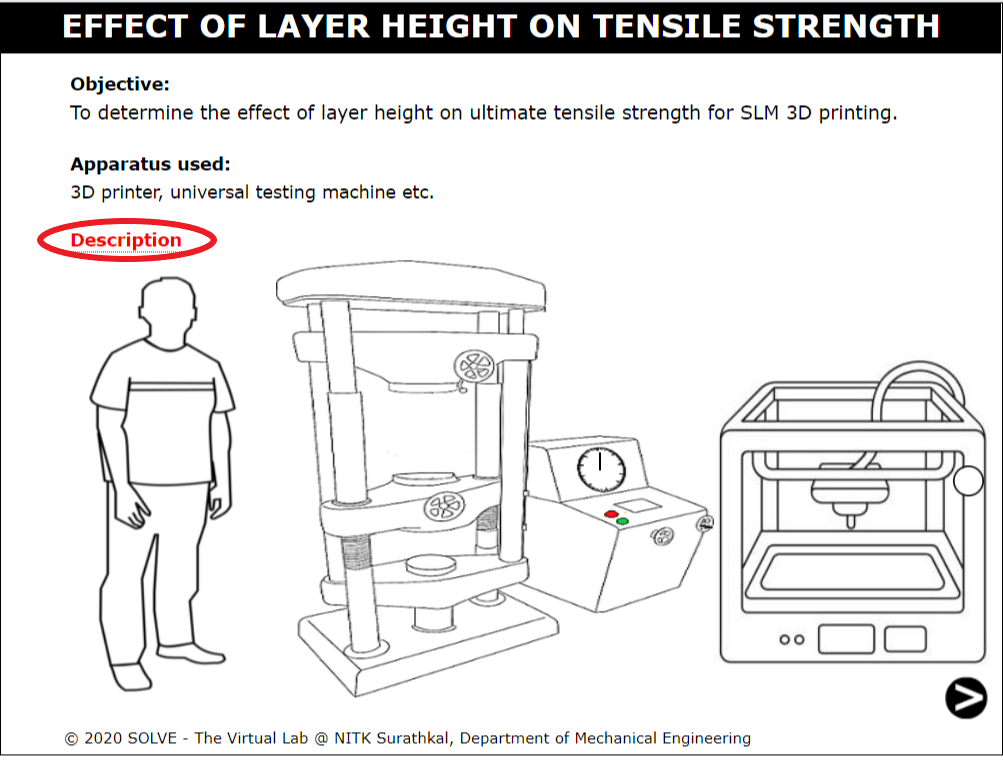 EFFECT OF LAYER HEIGHT ON TENSILE STRENGTH
Objective:
To determine the effect of layer height on ultimate tensile strength for SLM 3D printing.
Apparatus used:
3D printer, universal testing machine etc.
Description
© 2020 SOLVE - The Virtual Lab @ NITK Surathkal, Department of Mechanical Engineering